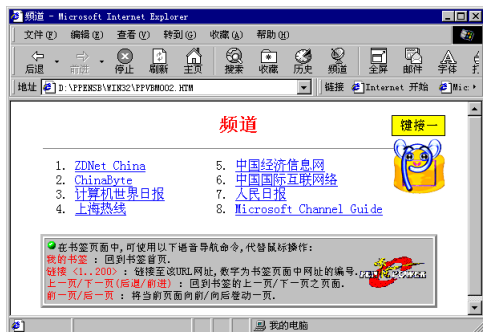 频道 - Microsoft Internet Explorer
文件(F) 编辑(E) 查看(V) 转到(G) 收藏(A) 帮助(H)
后退 前进 停止 刷新 主页 搜索 收藏 历史 频道 全屏 邮件 字体
地址 D:\PPENSB\WIN32\PPVBMOO2.HTM 链接 Internet 开始
频道
键接一
1. ZDNet China
2. ChinaByte
3. 计算机世界日报
4. 上海热线
5. 中国经济信息网
6. 中国国际互联网络
7. 人民日报
8. Microsoft Channel Guide
在书签页面中,可使用以下语音导航命令,代替鼠标操作:
我的书签 : 回到书签首页.
链接 <1..200> : 链接至该URL网址,数字为书签页面中网址的编号.
上一页/下一页(后退/前进) : 回到书签的上一页/下一页之页面.
前一页/后一页 : 将当前页面向前/向后卷动一页.
我的电脑